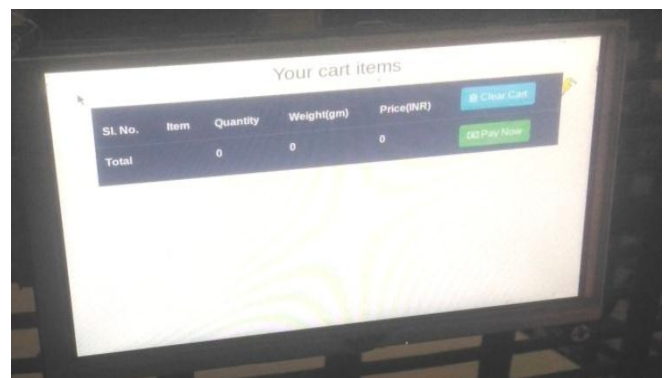 Your cart items
Sl. No. Item Quantity Weight(gm) Price(INR) Clear Cart
Total 0 0 0 Pay Now